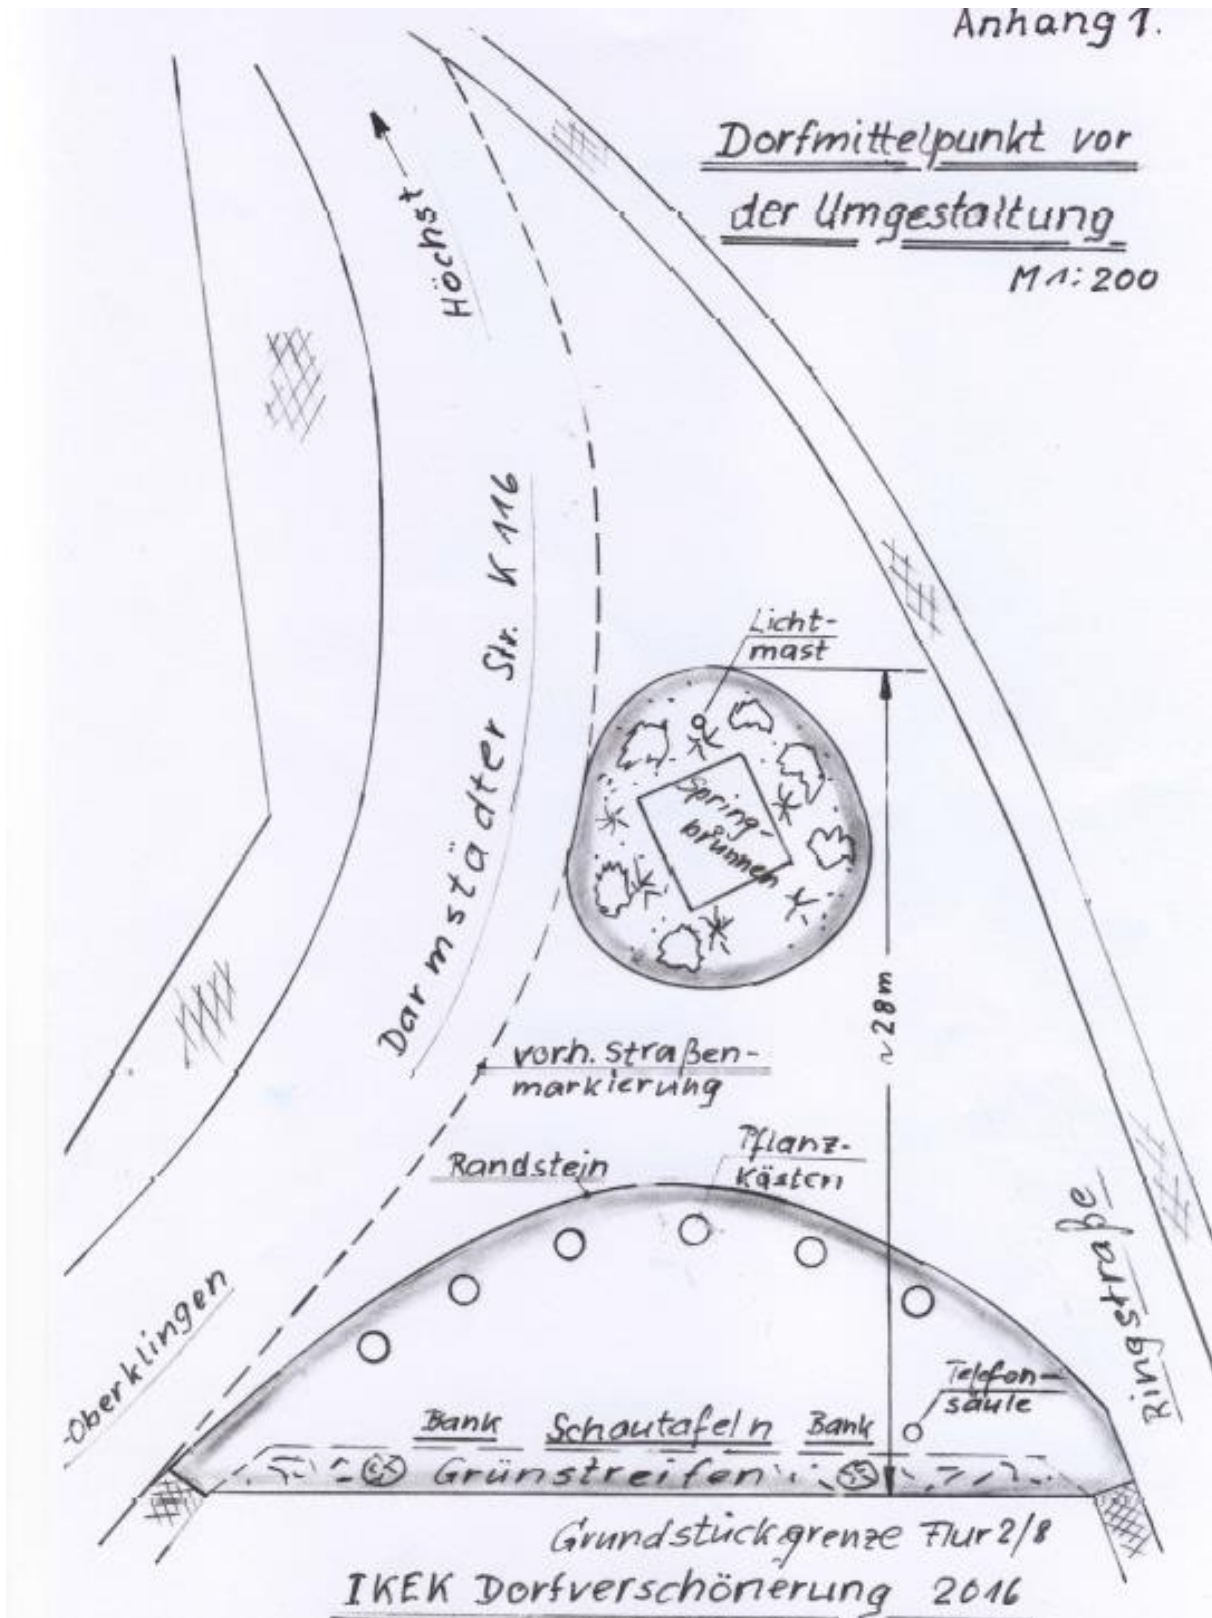 Anhang 1.
Dorfmittelpunkt vor
der Umgestaltung
M 1:200
Höchst
Darmstädter Str. K 116
Licht-
mast
Spring-
brunnen
~28m
vorh. Straßen-
markierung
Randstein
Pflanz-
kästen
Ringstraße
-Oberklingen
Telefon-
säule
Bank Schautafeln Bank
Grünstreifen
Grundstückgrenze Flur 2/8
IKEK Dorfverschönerung 2016